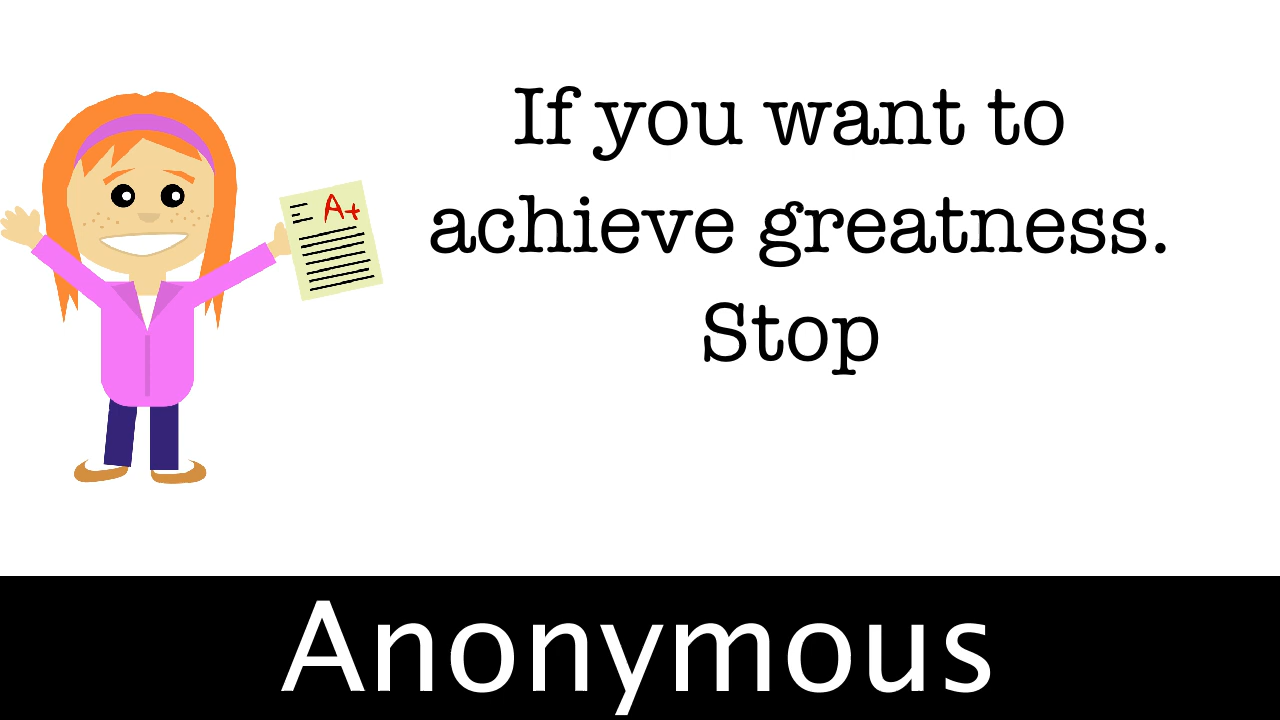 A+
If you want to
achieve greatness.
Stop
Anonymous